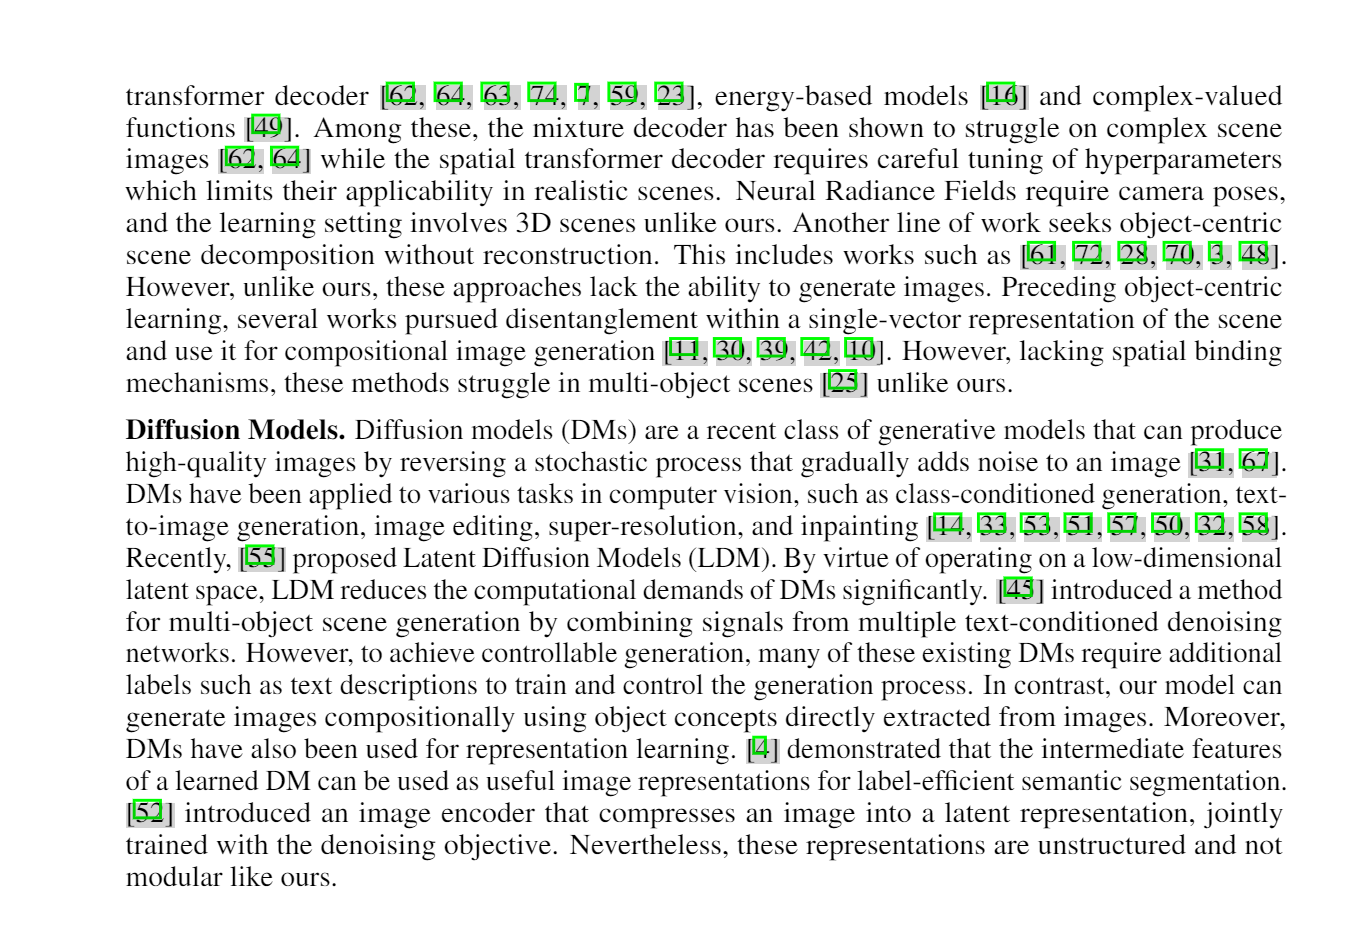 transformer decoder [62, 64, 63, 74, 7, 59, 23], energy-based models [16] and complex-valued
functions [49]. Among these, the mixture decoder has been shown to struggle on complex scene
images [62, 64] while the spatial transformer decoder requires careful tuning of hyperparameters
which limits their applicability in realistic scenes. Neural Radiance Fields require camera poses,
and the learning setting involves 3D scenes unlike ours. Another line of work seeks object-centric
scene decomposition without reconstruction. This includes works such as [61, 72, 28, 70, 3, 48].
However, unlike ours, these approaches lack the ability to generate images. Preceding object-centric
learning, several works pursued disentanglement within a single-vector representation of the scene
and use it for compositional image generation [11, 30, 39, 42, 10]. However, lacking spatial binding
mechanisms, these methods struggle in multi-object scenes [25] unlike ours.
Diffusion Models. Diffusion models (DMs) are a recent class of generative models that can produce
high-quality images by reversing a stochastic process that gradually adds noise to an image [31, 67].
DMs have been applied to various tasks in computer vision, such as class-conditioned generation, text-
to-image generation, image editing, super-resolution, and inpainting [14, 33, 53, 51, 57, 50, 32, 58].
Recently, [55] proposed Latent Diffusion Models (LDM). By virtue of operating on a low-dimensional
latent space, LDM reduces the computational demands of DMs significantly. [45] introduced a method
for multi-object scene generation by combining signals from multiple text-conditioned denoising
networks. However, to achieve controllable generation, many of these existing DMs require additional
labels such as text descriptions to train and control the generation process. In contrast, our model can
generate images compositionally using object concepts directly extracted from images. Moreover,
DMs have also been used for representation learning. [4] demonstrated that the intermediate features
of a learned DM can be used as useful image representations for label-efficient semantic segmentation.
[52] introduced an image encoder that compresses an image into a latent representation, jointly
trained with the denoising objective. Nevertheless, these representations are unstructured and not
modular like ours.